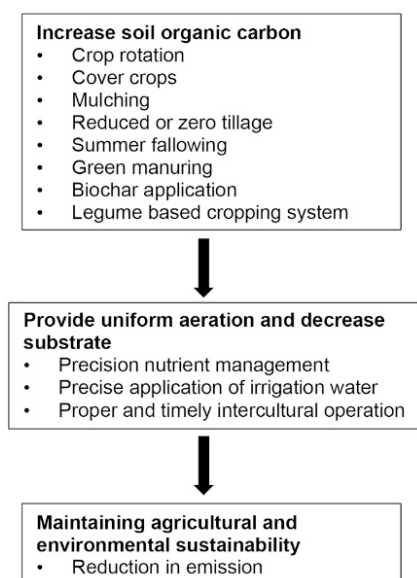 Increase soil organic carbon
• Crop rotation
• Cover crops
• Mulching
• Reduced or zero tillage
• Summer fallowing
• Green manuring
• Biochar application
• Legume based cropping system
Provide uniform aeration and decrease
substrate
• Precision nutrient management
• Precise application of irrigation water
• Proper and timely intercultural operation
Maintaining agricultural and
environmental sustainability
• Reduction in emission